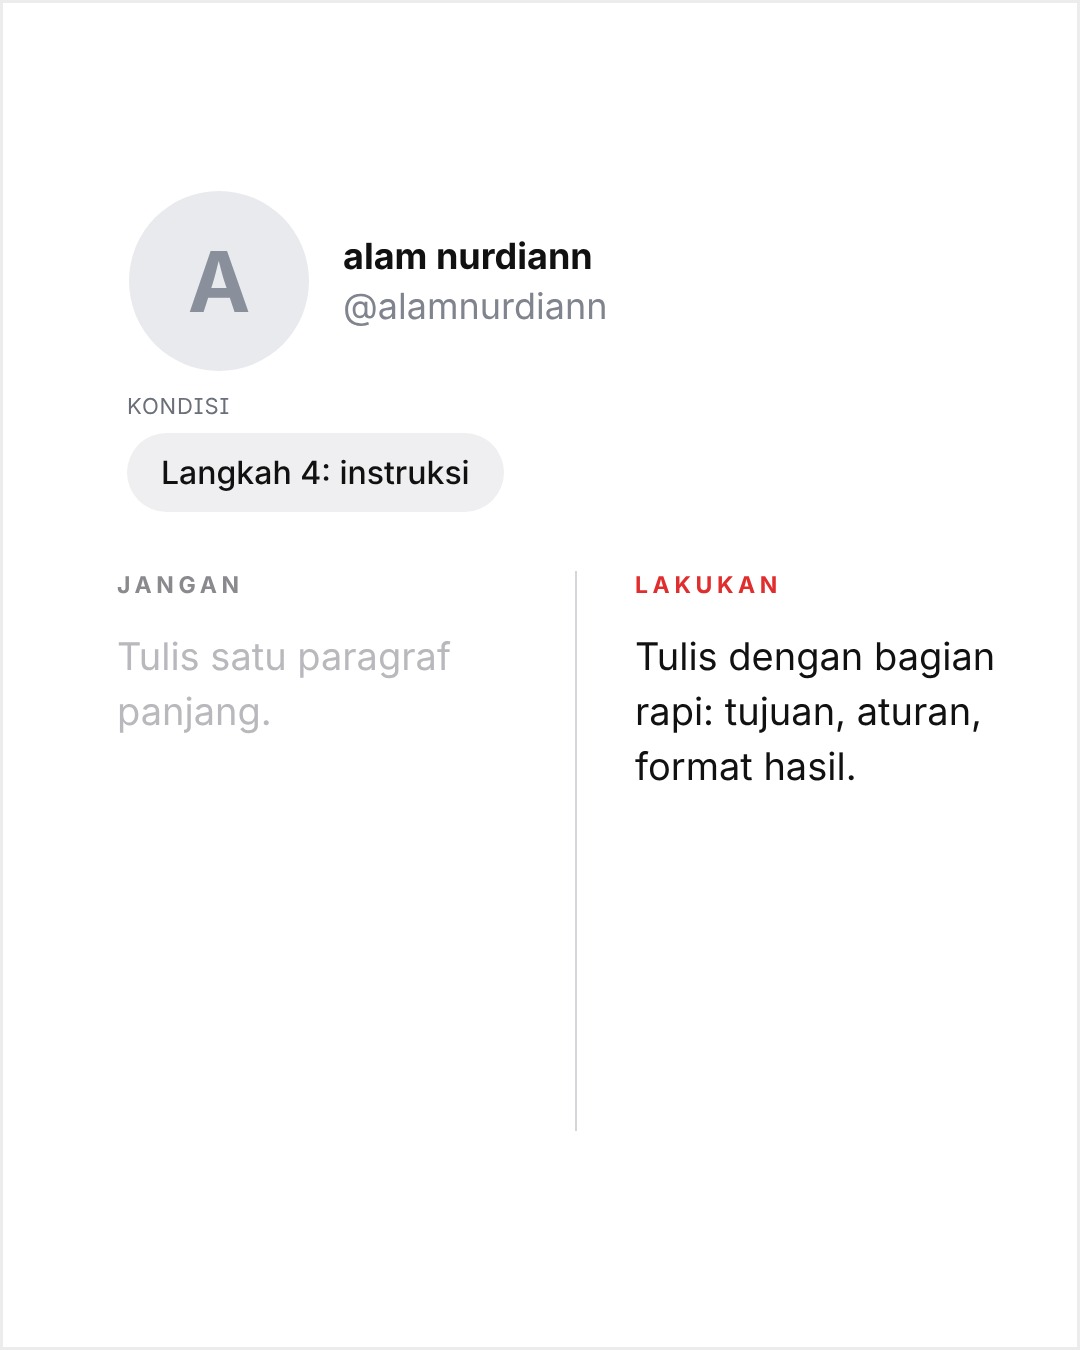 A
alam nurdiann
@alamnurdiann
KONDISI
Langkah 4: instruksi
JANGAN
Tulis satu paragraf
panjang.
LAKUKAN
Tulis dengan bagian
rapi: tujuan, aturan,
format hasil.